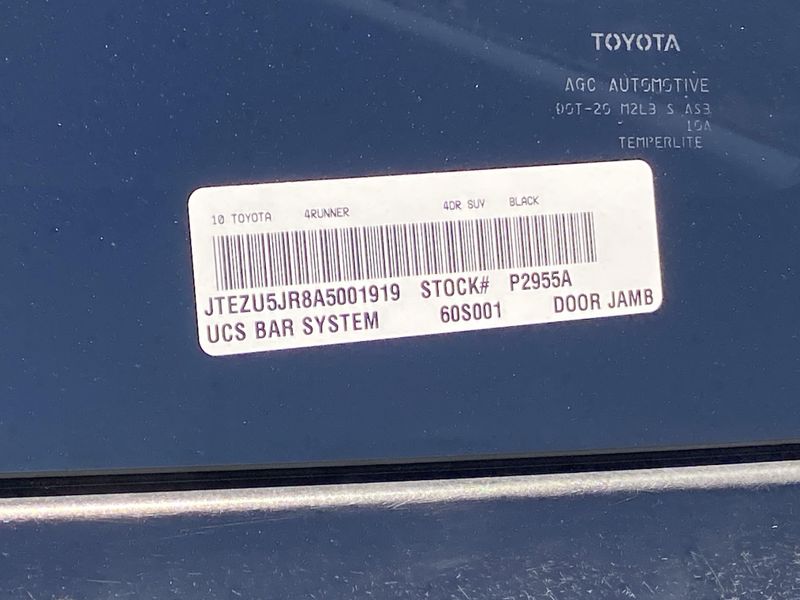 TOYOTA
AGC AUTOMOTIVE
DOT-20 M2L3 S AS3
10A
TEMPERLITE
10 TOYOTA 4RUNNER 4DR SUV BLACK
JTEZU5JR8A5001919 STOCK# P2955A
UCS BAR SYSTEM 60S001 DOOR JAMB